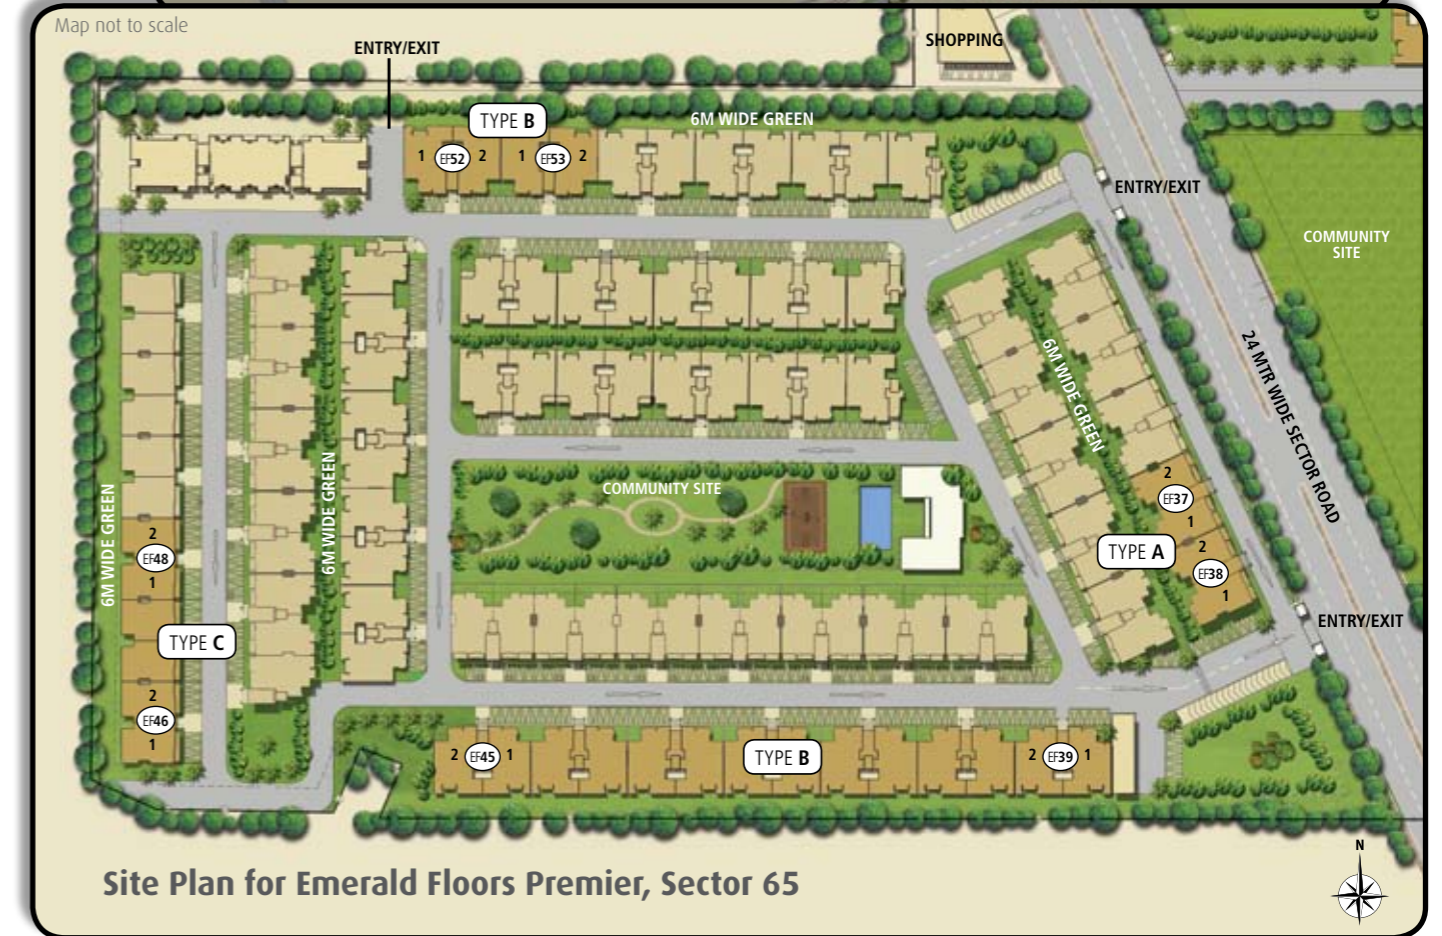 Map not to scale
ENTRY/EXIT
SHOPPING
TYPE B
6M WIDE GREEN
1 EF52 2 1 EF53 2
ENTRY/EXIT
COMMUNITY
SITE
24 MTR WIDE SECTOR ROAD
6M WIDE GREEN
6M WIDE GREEN
6M WIDE GREEN
COMMUNITY SITE
2
EF37
1
TYPE A
2
EF38
1
2
EF48
1
TYPE C
ENTRY/EXIT
2
EF46
1
2 EF45 1
TYPE B
2 EF39 1
N
Site Plan for Emerald Floors Premier, Sector 65